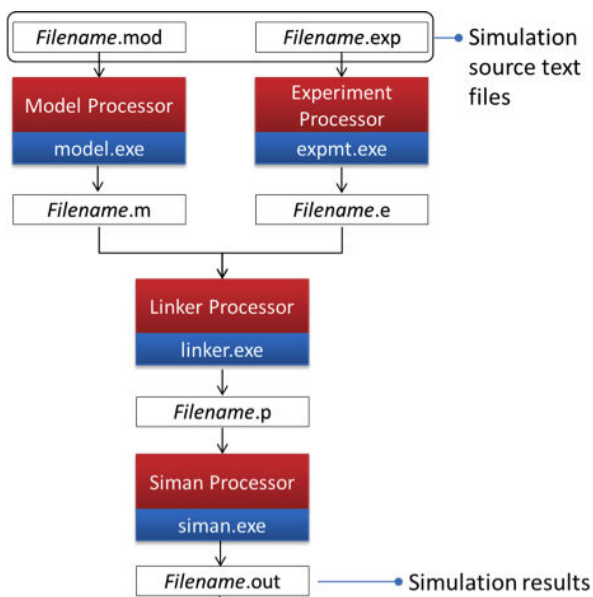 Filename.mod
Filename.exp
Simulation
source text
files
Model Processor
model.exe
Experiment
Processor
expmt.exe
Filename.m
Filename.e
Linker Processor
linker.exe
Filename.p
Siman Processor
siman.exe
Filename.out
Simulation results